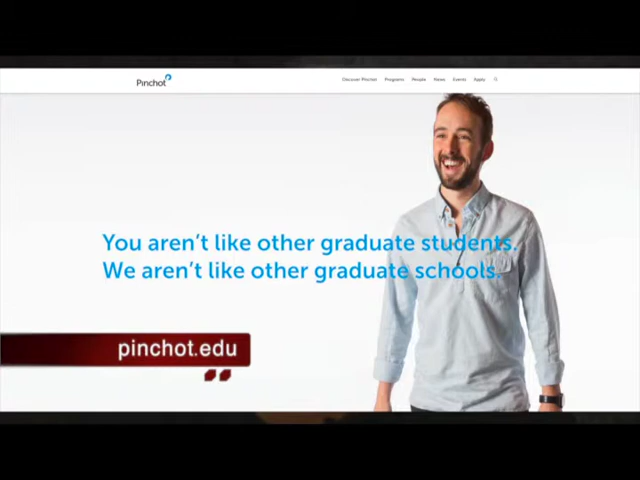 Pinchot
Discover Pinchot Programs People News Events Apply
You aren't like other graduate students.
We aren't like other graduate schools.
pinchot.edu